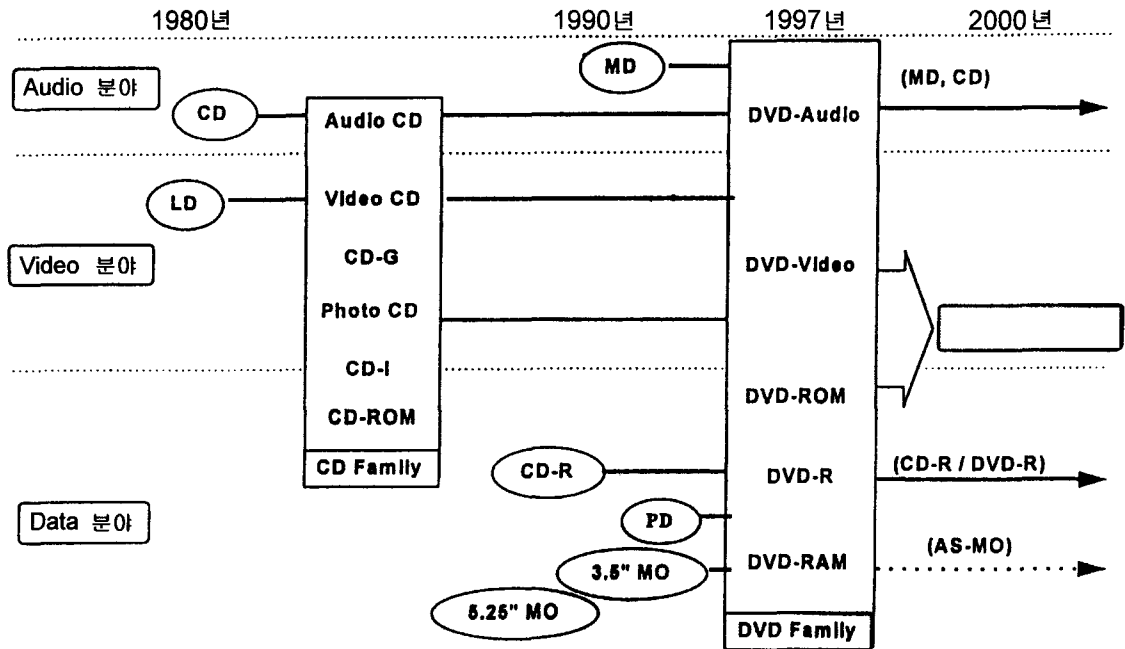 1980년 1990년 1997년 2000년
Audio 분야
MD
(MD, CD)
CD
Audio CD
DVD-Audio
LD
Video CD
Video 분야
CD-G
DVD-Video
Photo CD
CD-I
DVD-ROM
CD-ROM
CD Family
CD-R
DVD-R
(CD-R / DVD-R)
Data 분야
PD
3.5" MO
DVD-RAM
(AS-MO)
5.25" MO
DVD Family